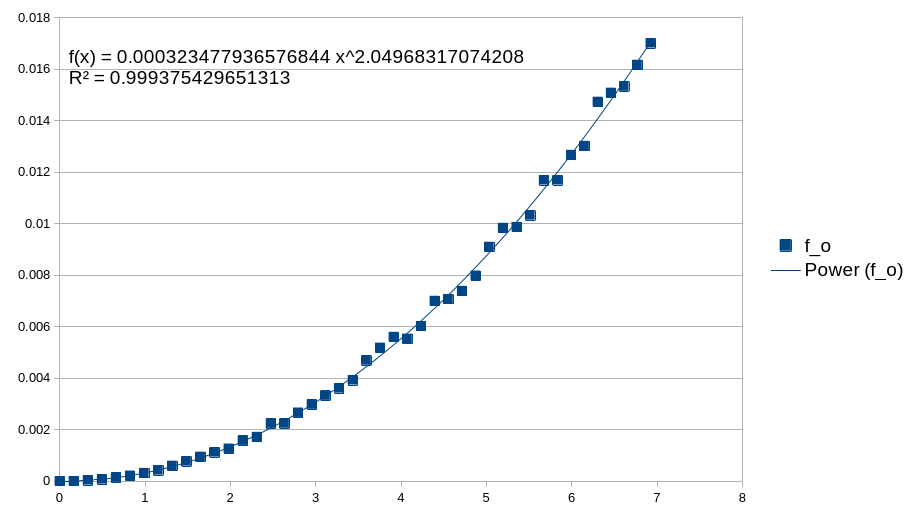 0.018
f(x) = 0.000323477936576844 x^2.04968317074208
0.016
R² = 0.999375429651313
0.014
0.012
0.01
f_o
Power (f_o)
0.008
0.006
0.004
0.002
0
0 1 2 3 4 5 6 7 8